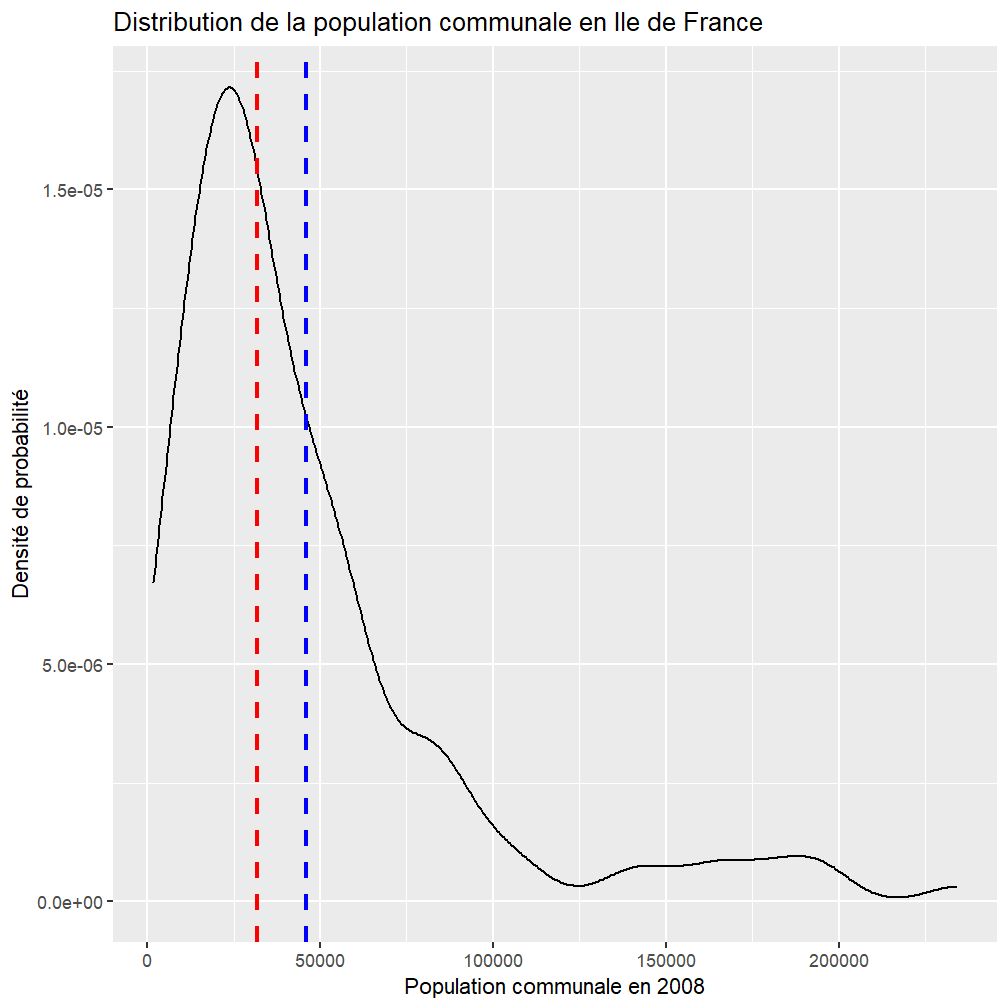 Distribution de la population communale en Ile de France
Densité de probabilité
1.5e-05
1.0e-05
5.0e-06
0.0e+00
0 50000 100000 150000 200000
Population communale en 2008